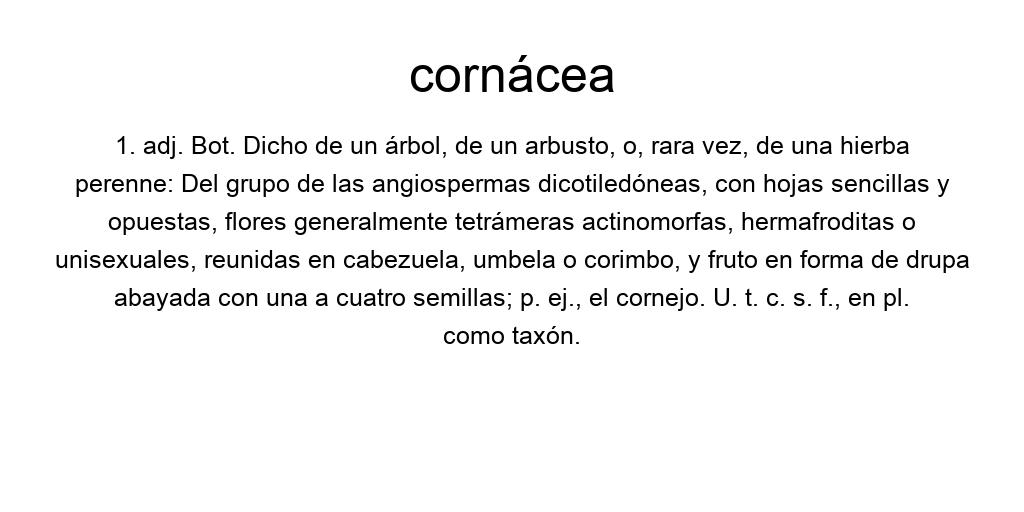 cornácea
1. adj. Bot. Dicho de un árbol, de un arbusto, o, rara vez, de una hierba
perenne: Del grupo de las angiospermas dicotiledóneas, con hojas sencillas y
opuestas, flores generalmente tetrámeras actinomorfas, hermafroditas o
unisexuales, reunidas en cabezuela, umbela o corimbo, y fruto en forma de drupa
abayada con una a cuatro semillas; p. ej., el cornejo. U. t. c. s. f., en pl.
como taxón.